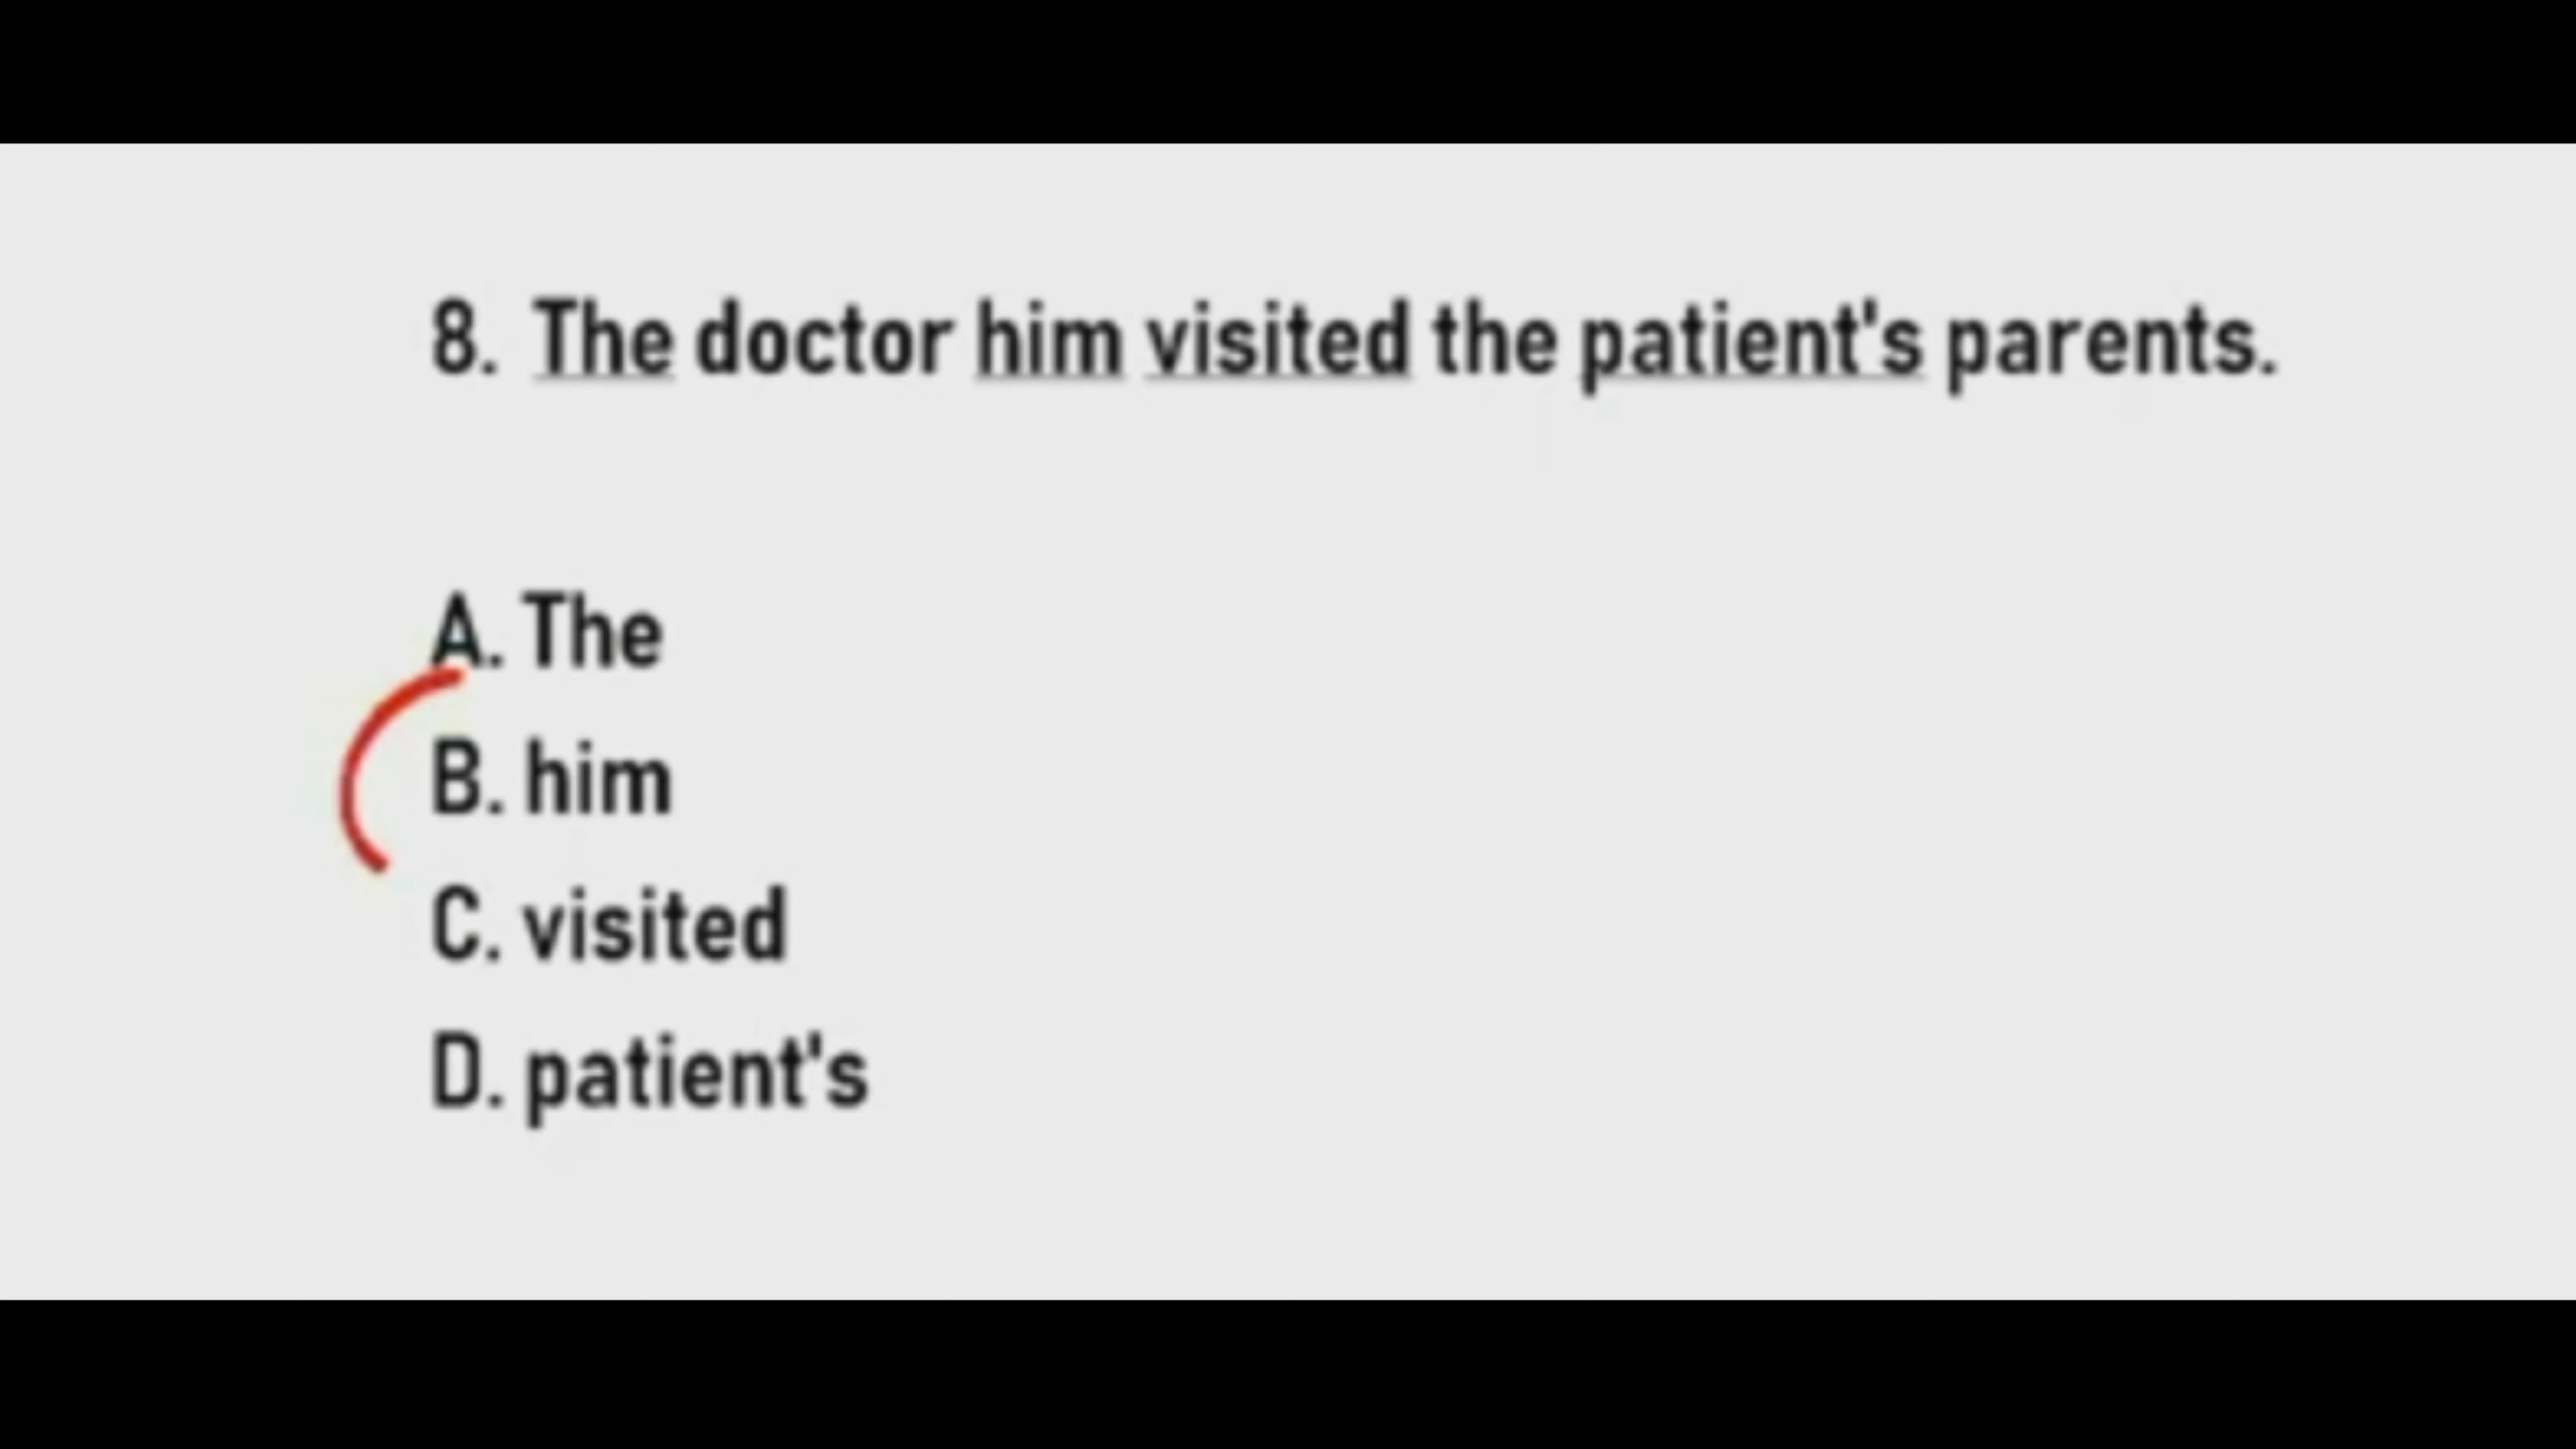 8. The doctor him visited the patient's parents.
A. The
B. him
C. visited
D. patient's